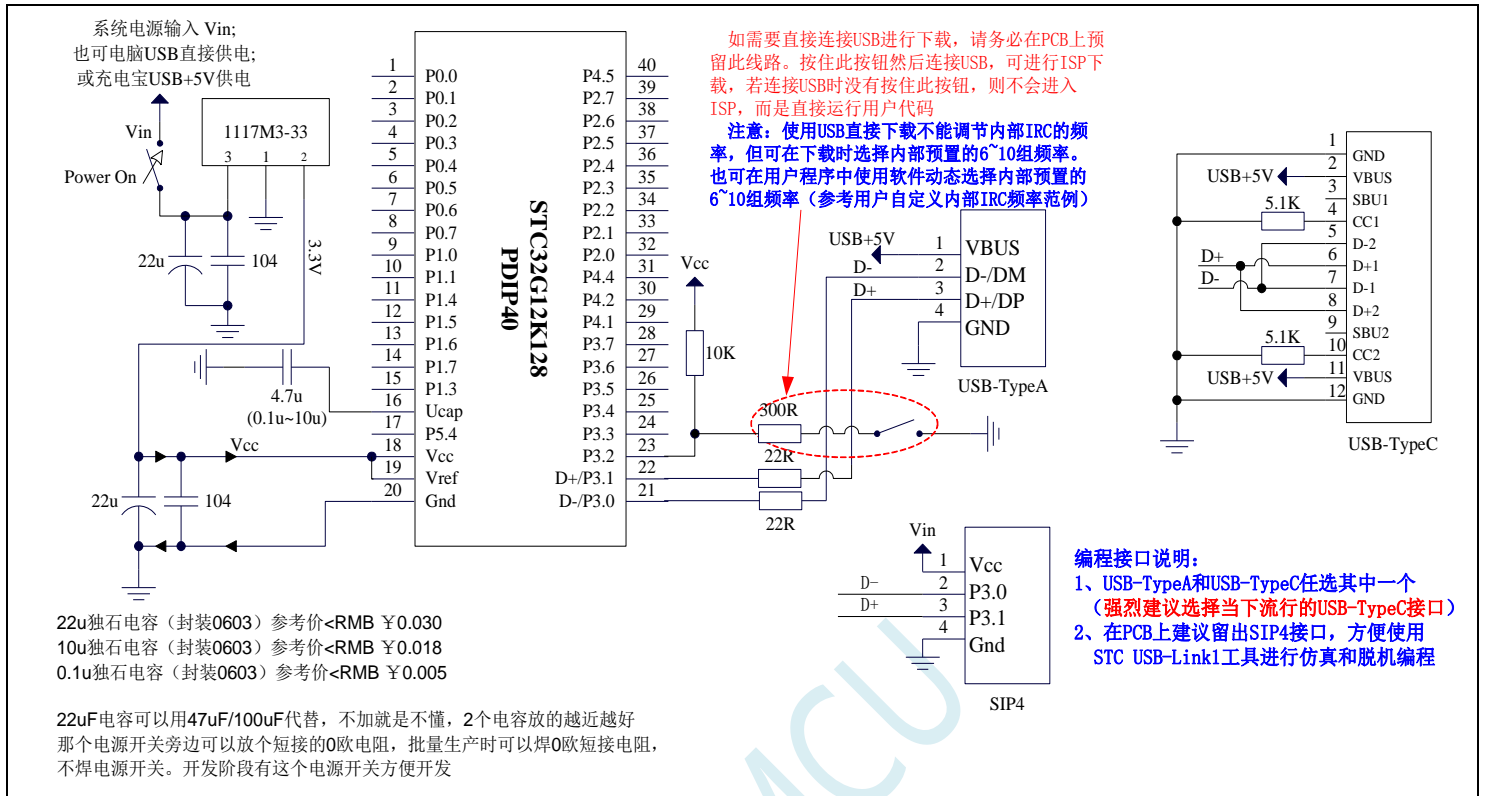 系统电源输入 Vin;
也可电脑USB直接供电;
或充电宝USB+5V供电
Vin
Power On
1117M3-33
3 1 2
22u
104
3.3V
4.7u
(0.1u~10u)
Vcc
22u
104
STC32G12K128
PDIP40
1 P0.0
2 P0.1
3 P0.2
4 P0.3
5 P0.4
6 P0.5
7 P0.6
8 P0.7
9 P1.0
10 P1.1
11 P1.4
12 P1.5
13 P1.6
14 P1.7
15 P1.3
16 Ucap
17 P5.4
18 Vcc
19 Vref
20 Gnd
P4.5 40
P2.7 39
P2.6 38
P2.5 37
P2.4 36
P2.3 35
P2.2 34
P2.1 33
P2.0 32
P4.4 31
P4.2 30
P4.1 29
P3.7 28
P3.6 27
P3.5 26
P3.4 25
P3.3 24
P3.2 23
D+/P3.1 22
D-/P3.0 21
如需要直接连接USB进行下载，请务必在PCB上预
留此线路。按住此按钮然后连接USB，可进行ISP下
载，若连接USB时没有按住此按钮，则不会进入
ISP，而是直接运行用户代码
注意：使用USB直接下载不能调节内部IRC的频
率，但可在下载时选择内部预置的6~10组频率。
也可在用户程序中使用软件动态选择内部预置的
6~10组频率（参考用户自定义内部IRC频率范例）
Vcc
10K
300R
22R
22R
USB+5V
D-
D+
1 VBUS
2 D-/DM
3 D+/DP
4 GND
USB-TypeA
USB+5V
5.1K
D+
D-
5.1K
USB+5V
1 GND
2 VBUS
3 SBU1
4 CC1
5 D-2
6 D+1
7 D-1
8 D+2
9 SBU2
10 CC2
11 VBUS
12 GND
USB-TypeC
Vin
D-
D+
1 Vcc
2 P3.0
3 P3.1
4 Gnd
SIP4
编程接口说明：
1、USB-TypeA和USB-TypeC任选其中一个
（强烈建议选择当下流行的USB-TypeC接口）
2、在PCB上建议留出SIP4接口，方便使用
STC USB-Link1工具进行仿真和脱机编程
22u独石电容（封装0603）参考价<RMB ￥0.030
10u独石电容（封装0603）参考价<RMB ￥0.018
0.1u独石电容（封装0603）参考价<RMB ￥0.005
22uF电容可以用47uF/100uF代替，不加就是不懂，2个电容放的越近越好
那个电源开关旁边可以放个短接的0欧电阻，批量生产时可以焊0欧短接电阻，
不焊电源开关。开发阶段有这个电源开关方便开发
MCU